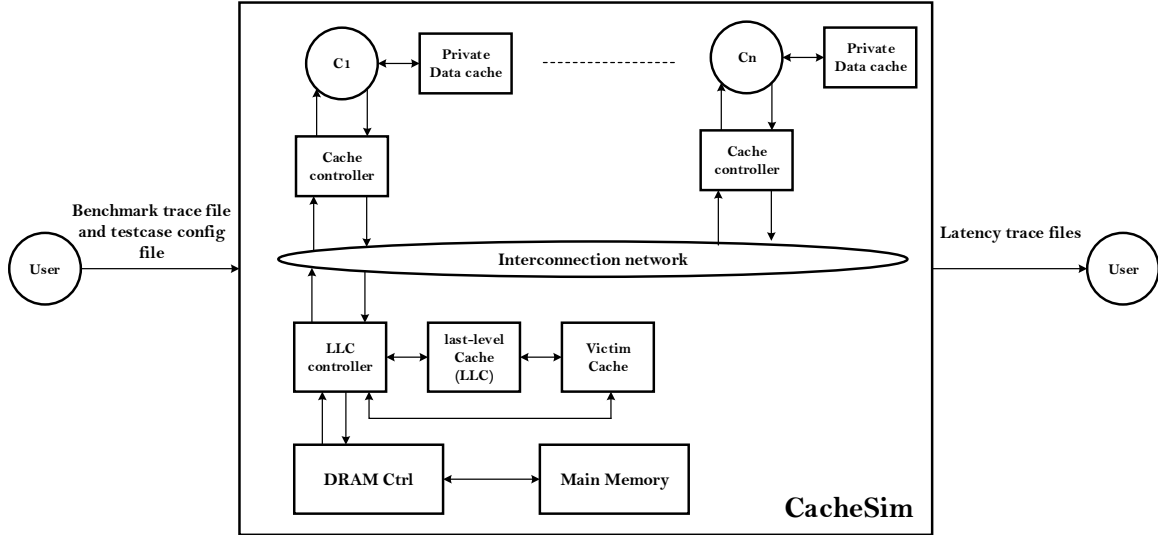 C1
Private
Data cache
Cn
Private
Data cache
Cache
controller
Cache
controller
Benchmark trace file
and testcase config
file
User
Interconnection network
Latency trace files
User
LLC
controller
last-level
Cache
(LLC)
Victim
Cache
DRAM Ctrl
Main Memory
CacheSim